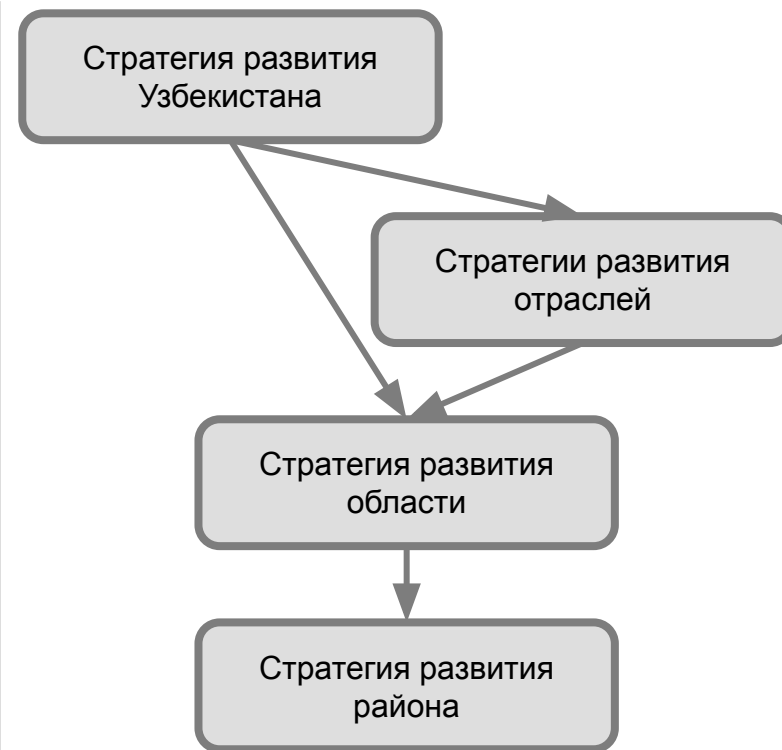 Стратегия развития
Узбекистана
Стратегии развития
отраслей
Стратегия развития
области
Стратегия развития
района